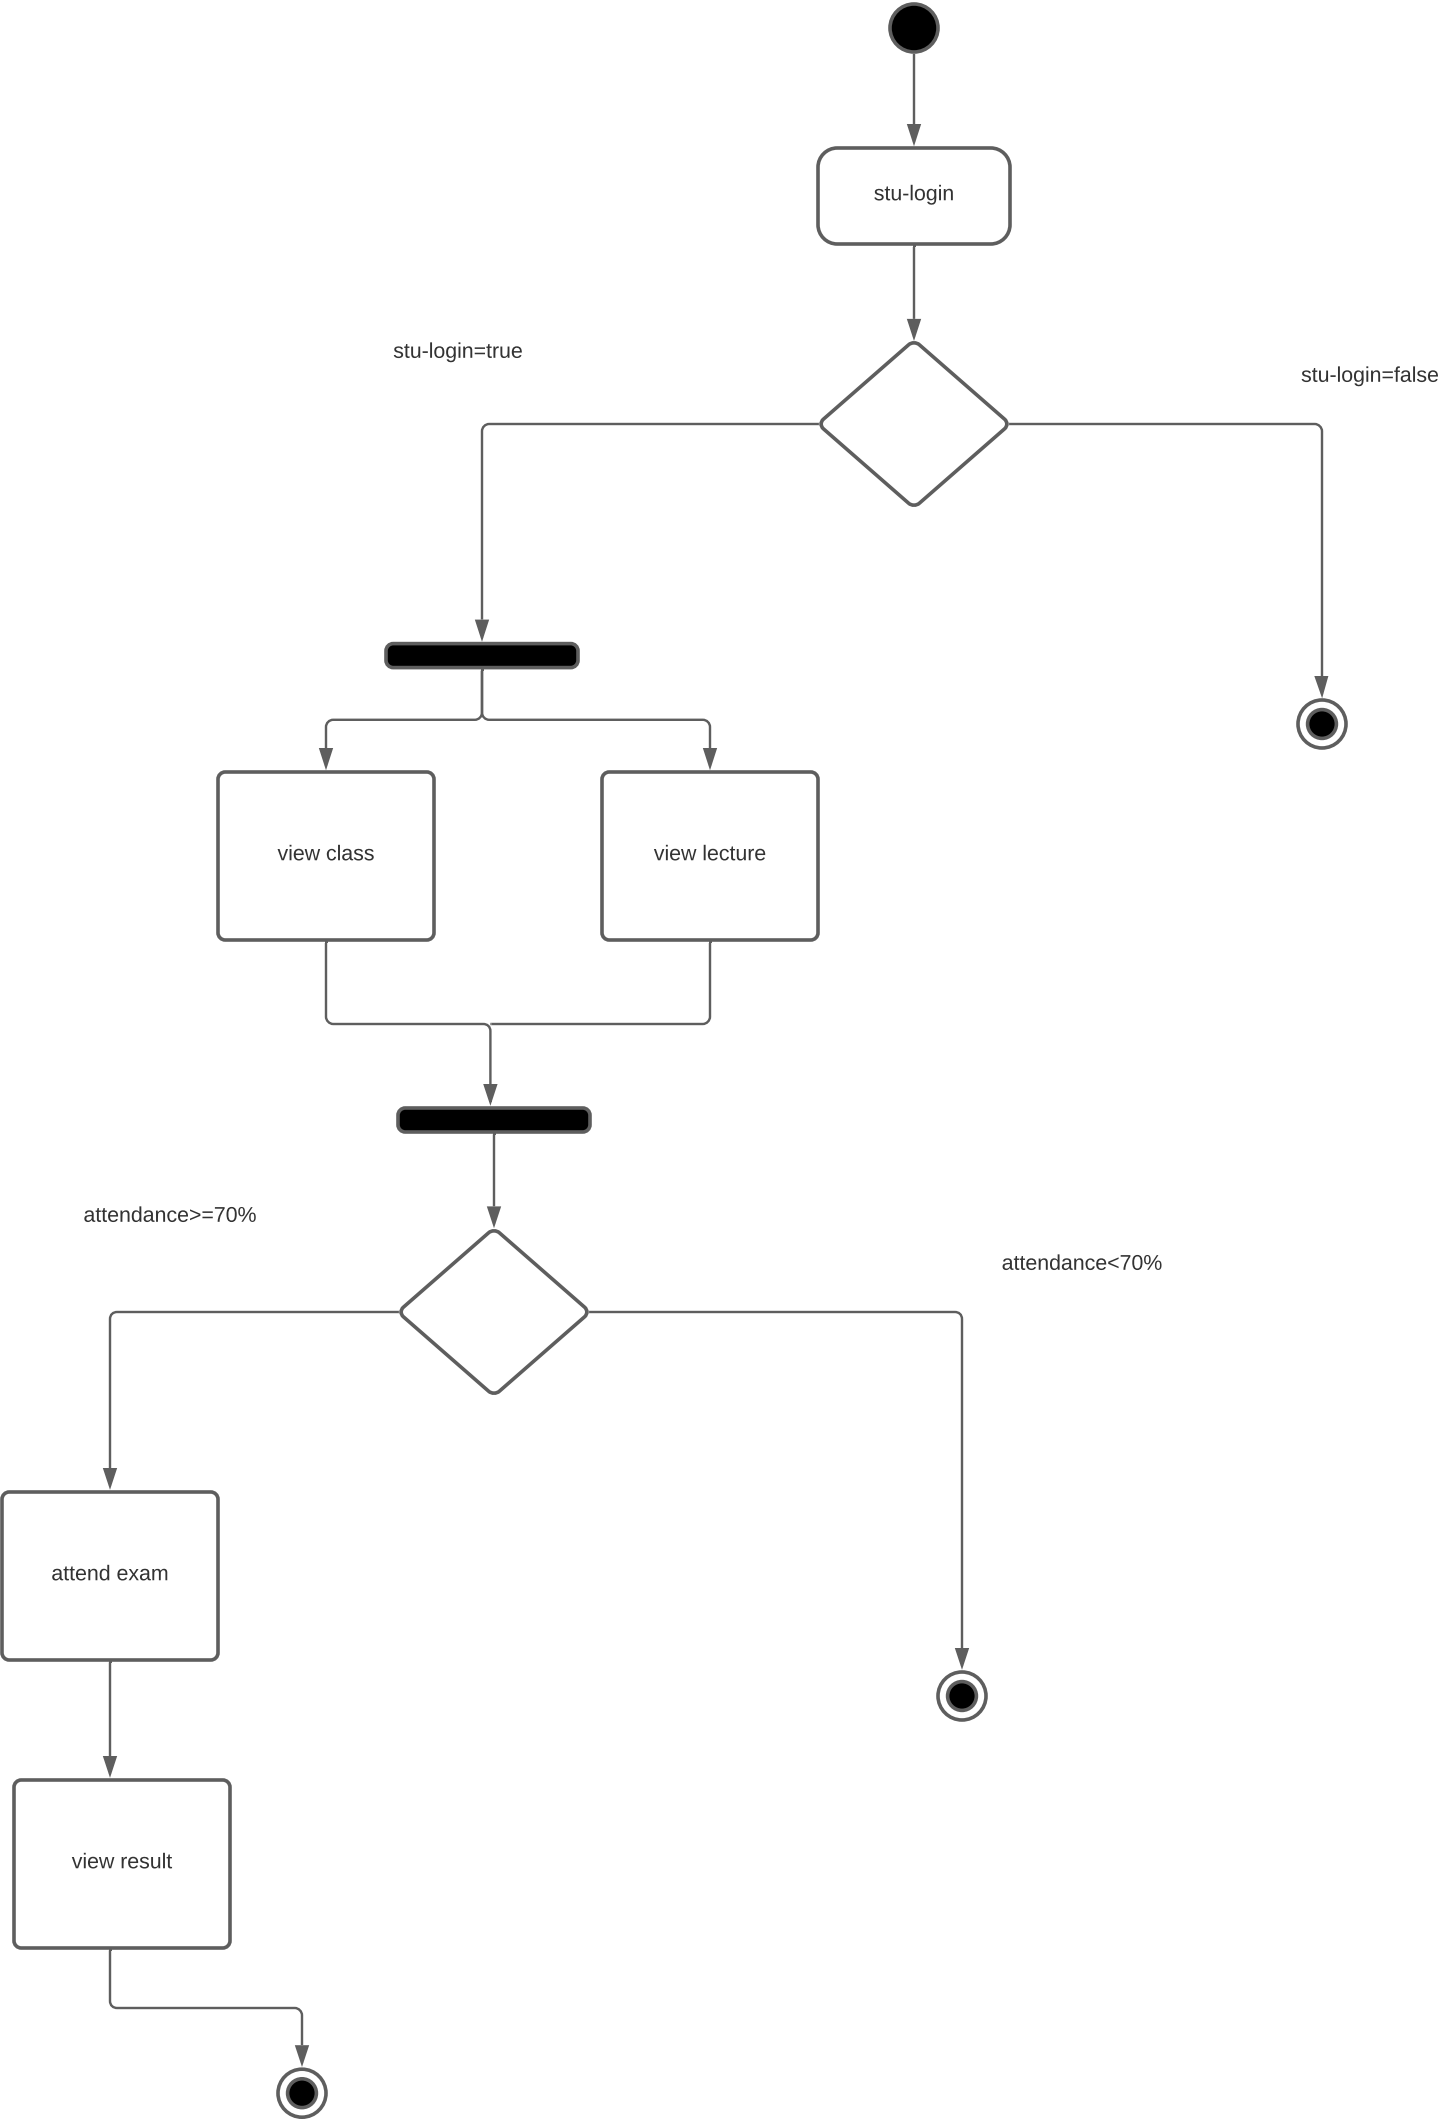 stu-login
stu-login=true
stu-login=false
view class
view lecture
attendance>=70%
attendance<70%
attend exam
view result